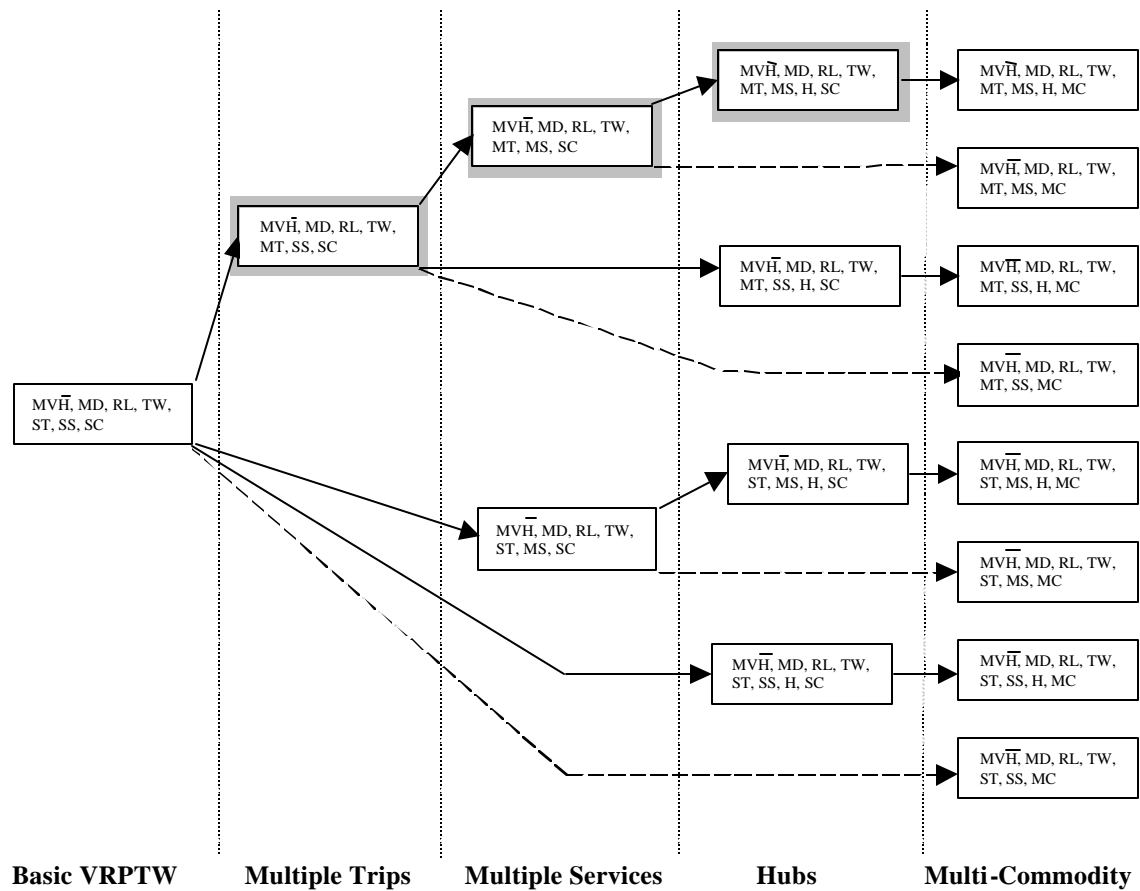 MVH̄, MD, RL, TW,
MT, MS, H, SC
MVH̄, MD, RL, TW,
MT, MS, H, MC
MVH̄, MD, RL, TW,
MT, MS, SC
MVH̄, MD, RL, TW,
MT, MS, MC
MVH̄, MD, RL, TW,
MT, SS, SC
MVH̄, MD, RL, TW,
MT, SS, H, SC
MVH̄, MD, RL, TW,
MT, SS, H, MC
MVH̄, MD, RL, TW,
MT, SS, MC
MVH̄, MD, RL, TW,
ST, SS, SC
MVH̄, MD, RL, TW,
ST, MS, H, SC
MVH̄, MD, RL, TW,
ST, MS, H, MC
MVH̄, MD, RL, TW,
ST, MS, SC
MVH̄, MD, RL, TW,
ST, MS, MC
MVH̄, MD, RL, TW,
ST, SS, H, SC
MVH̄, MD, RL, TW,
ST, SS, H, MC
MVH̄, MD, RL, TW,
ST, SS, MC
Basic VRPTW
Multiple Trips
Multiple Services
Hubs
Multi-Commodity